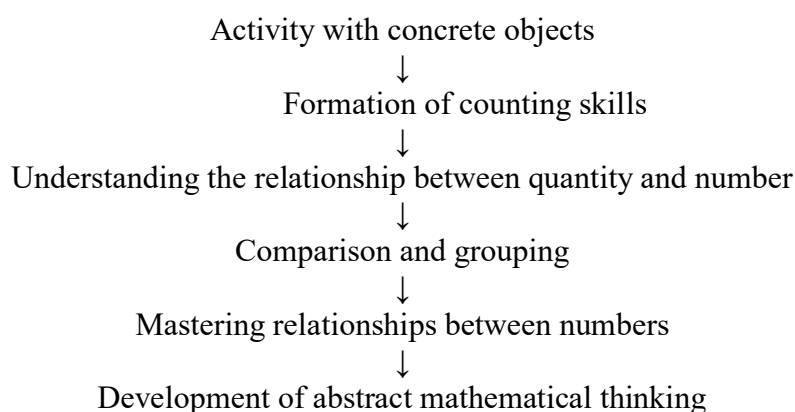 Activity with concrete objects
↓
Formation of counting skills
↓
Understanding the relationship between quantity and number
↓
Comparison and grouping
↓
Mastering relationships between numbers
↓
Development of abstract mathematical thinking